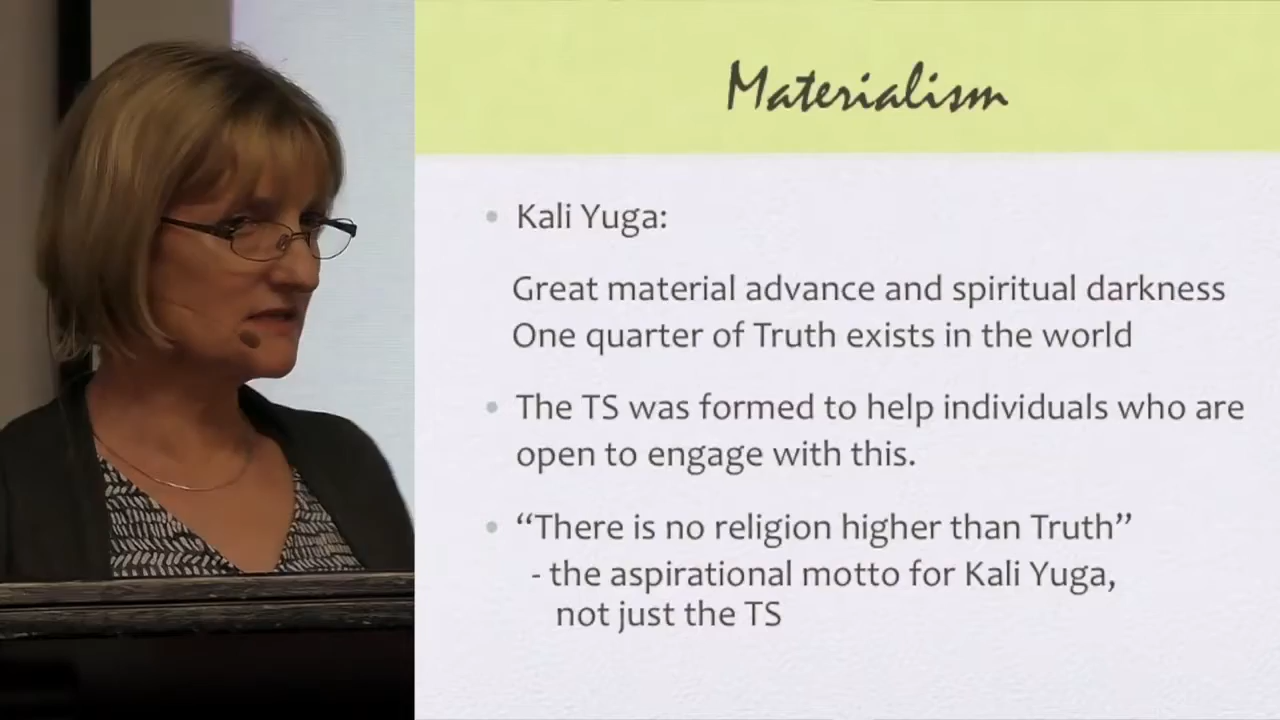 Materialism
• Kali Yuga:
Great material advance and spiritual darkness
One quarter of Truth exists in the world
• The TS was formed to help individuals who are
open to engage with this.
• “There is no religion higher than Truth”
- the aspirational motto for Kali Yuga,
not just the TS